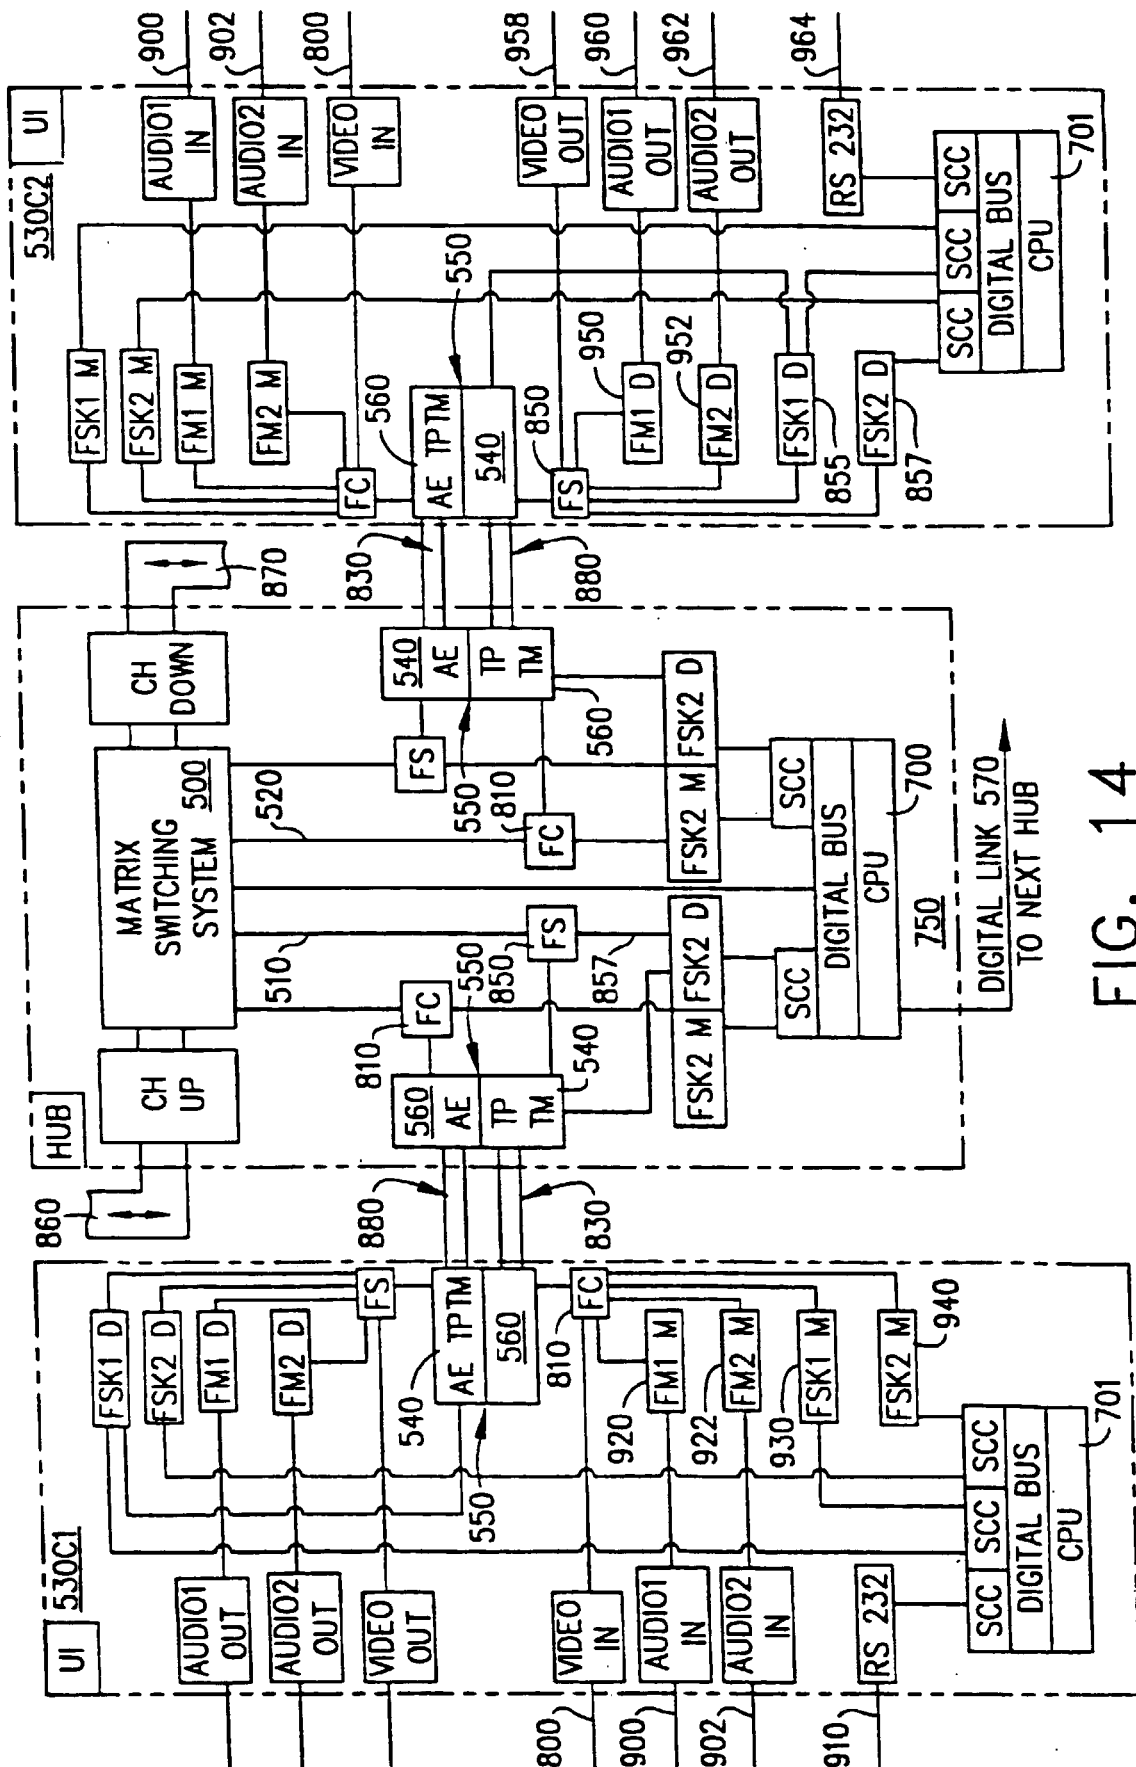 UI
530C1
AUDIO1
OUT
AUDIO2
OUT
VIDEO
OUT
VIDEO
IN
AUDIO1
IN
AUDIO2
IN
RS 232
800
900
902
910
FSK1 D
FSK2 D
FM1 D
FM2 D
FS
540
AE TPTM
560
550
FC
810
920
FM1 M
922
FM2 M
930
FSK1 M
FSK2 M
940
SCC
SCC
SCC
DIGITAL BUS
CPU
701
860
880
830
HUB
CH
UP
MATRIX
SWITCHING
SYSTEM
500
CH
DOWN
870
510
520
810
FC
560
AE
TP
TM
550
540
850
FS
857
FSK2 M
FSK2 D
FS
810
FC
550
540
AE
TP
TM
560
FSK2 M
FSK2 D
SCC
SCC
DIGITAL BUS
CPU
700
750
DIGITAL LINK 570
TO NEXT HUB
830
880
530C2
UI
FSK1 M
FSK2 M
FM1 M
FM2 M
FC
560
AE TPTM
540
550
FS
850
FM1 D
950
FM2 D
952
FSK1 D
855
FSK2 D
857
AUDIO1
IN
AUDIO2
IN
VIDEO
IN
VIDEO
OUT
AUDIO1
OUT
AUDIO2
OUT
RS 232
900
902
800
958
960
962
964
SCC
SCC
SCC
DIGITAL BUS
CPU
701
FIG. 14